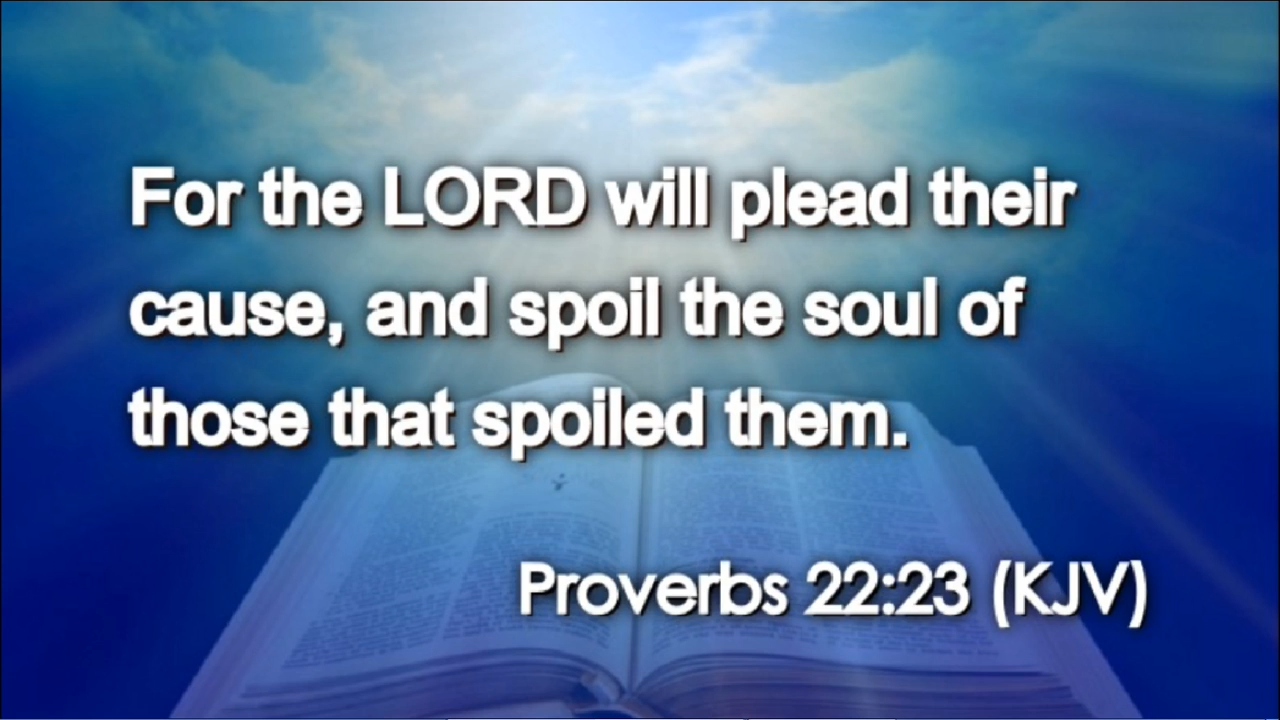 For the LORD will plead their
cause, and spoil the soul of
those that spoiled them.
Proverbs 22:23 (KJV)